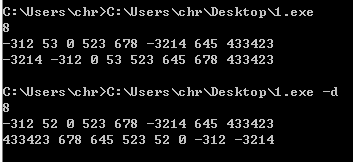 C:\Users\chr>C:\Users\chr\Desktop\1.exe
8
-312 53 0 523 678 -3214 645 433423
-3214 -312 0 53 523 645 678 433423
C:\Users\chr>C:\Users\chr\Desktop\1.exe -d
8
-312 52 0 523 678 -3214 645 433423
433423 678 645 523 52 0 -312 -3214